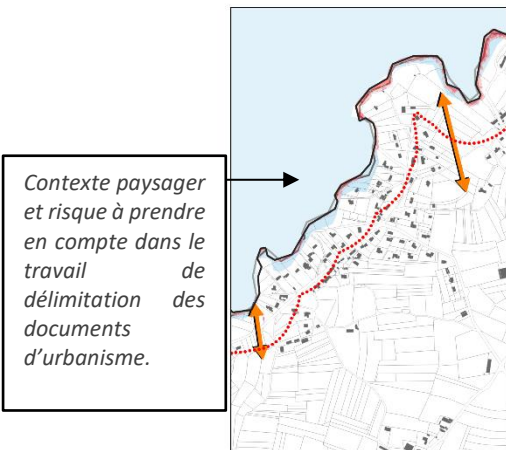 Contexte paysager
et risque à prendre
en compte dans le
travail de
délimitation des
documents
d’urbanisme.